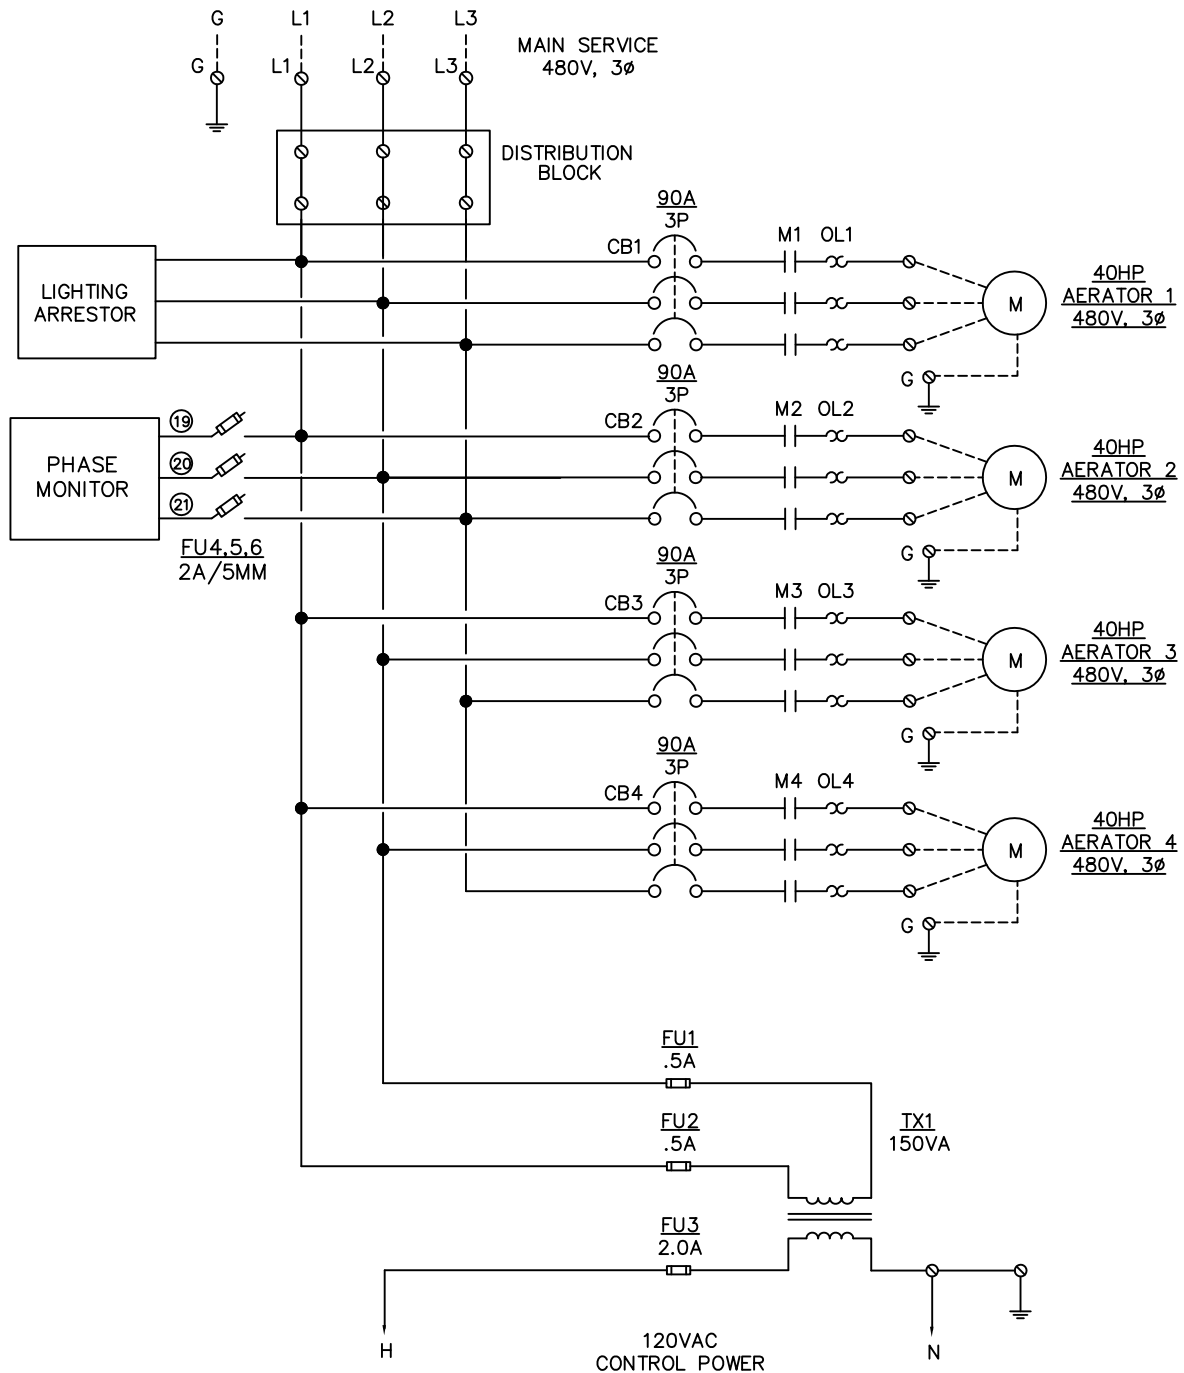 G L1 L2 L3
G L1 L2 L3
MAIN SERVICE
480V, 3ø
DISTRIBUTION
BLOCK
LIGHTING
ARRESTOR
90A
3P
CB1
M1 OL1
M
40HP
AERATOR 1
480V, 3ø
G
PHASE
MONITOR
19
20
21
FU4,5,6
2A/5MM
90A
3P
CB2
M2 OL2
M
40HP
AERATOR 2
480V, 3ø
G
90A
3P
CB3
M3 OL3
M
40HP
AERATOR 3
480V, 3ø
G
90A
3P
CB4
M4 OL4
M
40HP
AERATOR 4
480V, 3ø
G
FU1
.5A
FU2
.5A
TX1
150VA
FU3
2.0A
H
N
120VAC
CONTROL POWER